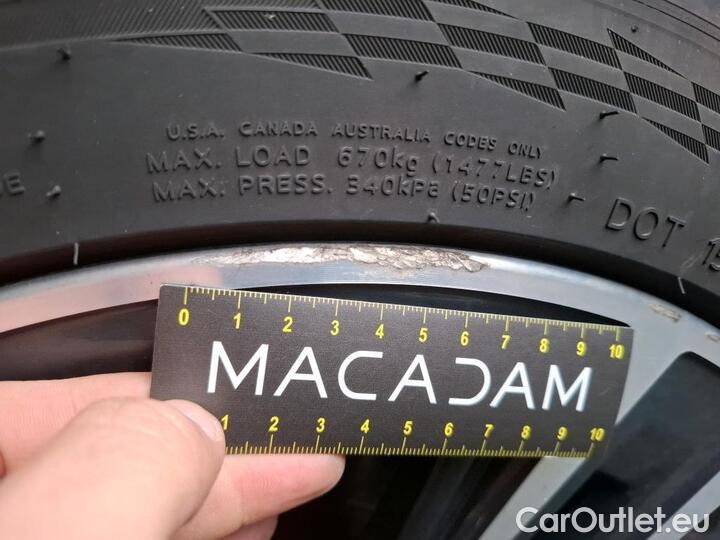 U.S.A. CANADA AUSTRALIA CODES ONLY
MAX. LOAD 670kg (1477LBS)
MAX. PRESS. 340kPa (50PSI)
DOT
0 1 2 3 4 5 6 7 8 9 10
MACADAM
1 2 3 4 5 6 7 8 9 10
CarOutlet.eu